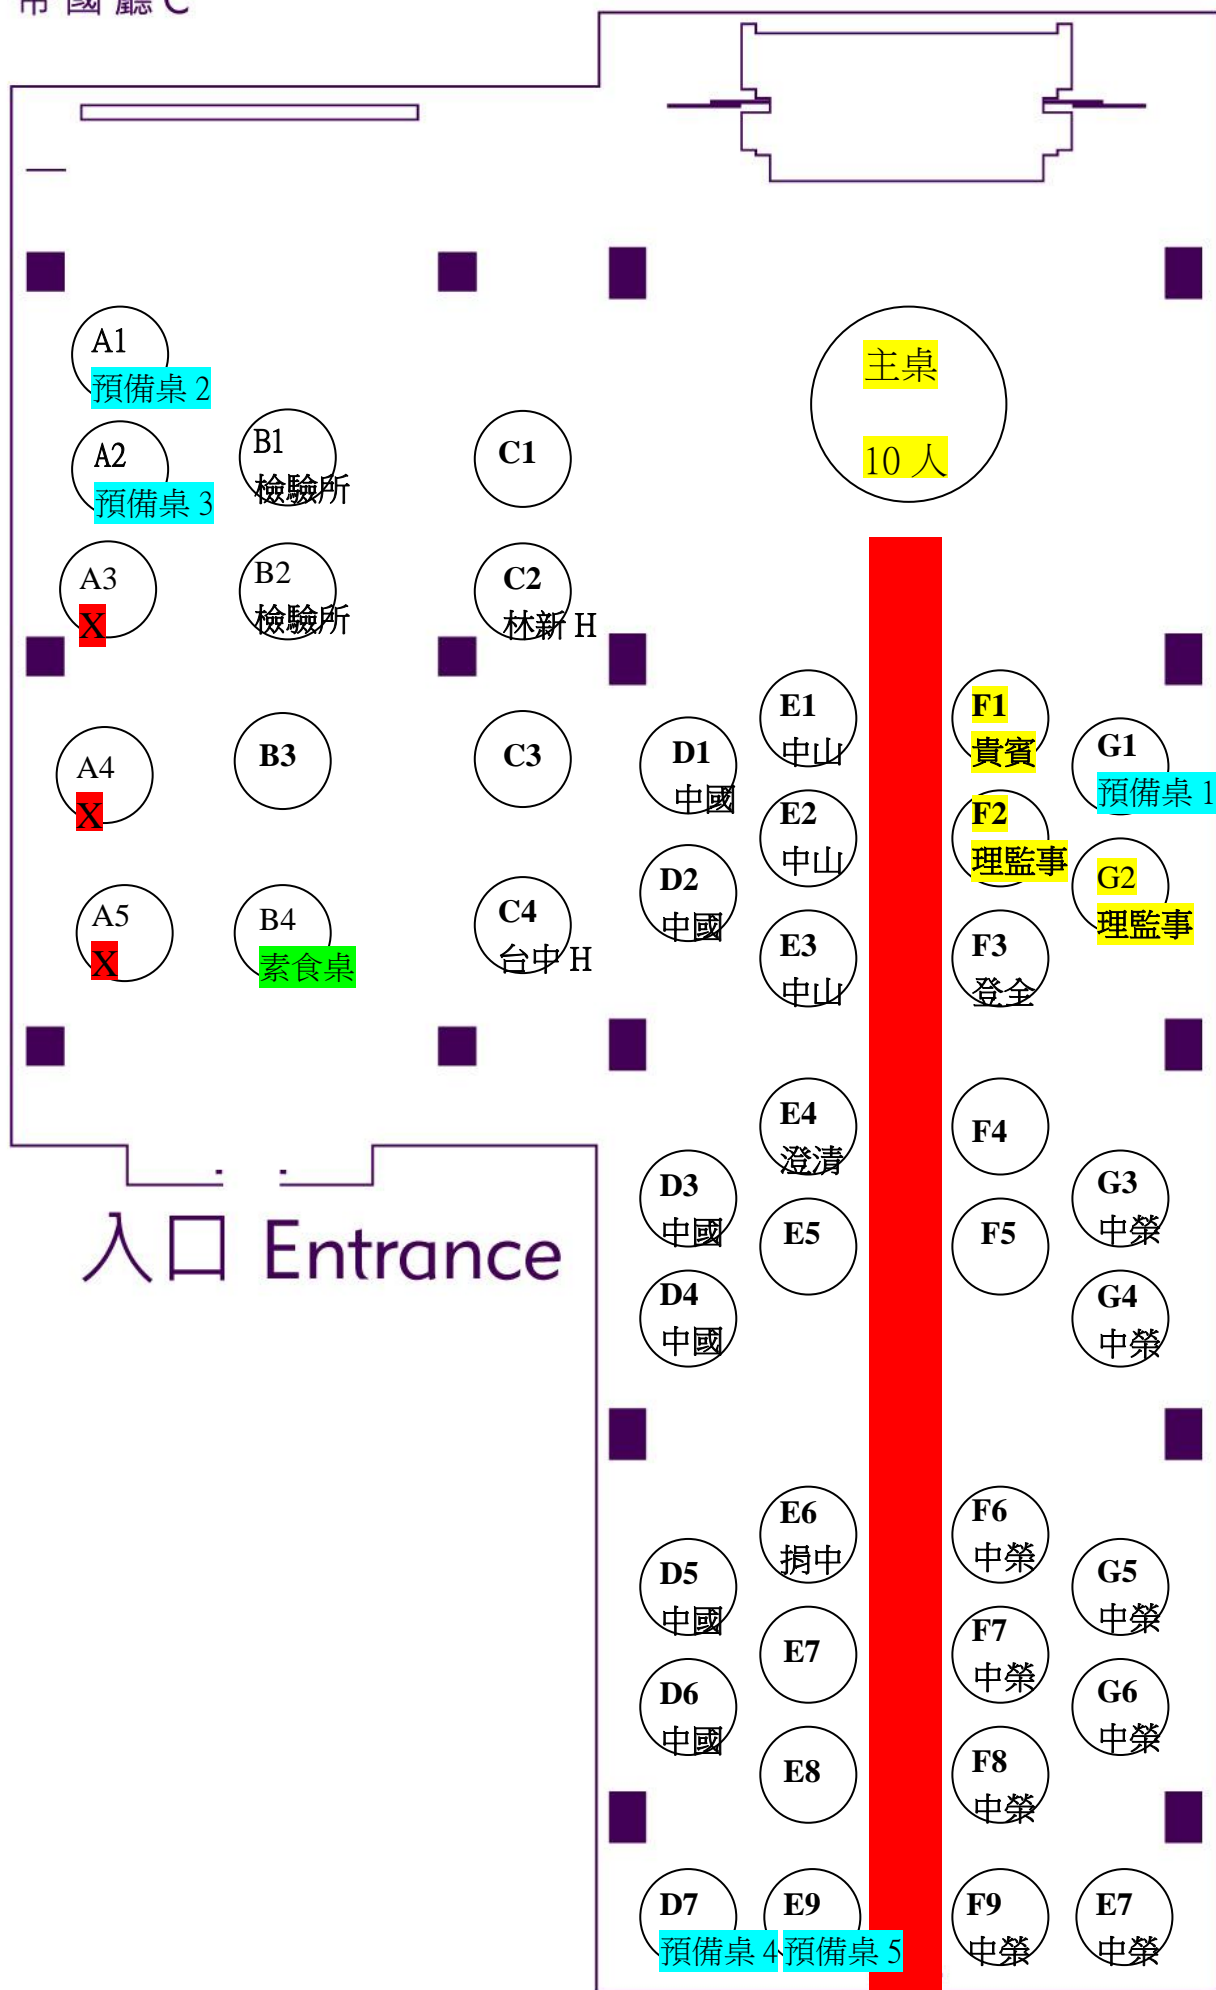 帝國廳C
主桌
10 人
A1
預備桌 2
A2
預備桌 3
A3
X
A4
X
A5
X
B1
檢驗所
B2
檢驗所
B3
B4
素食桌
C1
C2
林新 H
C3
C4
台中 H
入口 Entrance
D1
中國
D2
中國
D3
中國
D4
中國
D5
中國
D6
中國
D7
預備桌 4
E1
中山
E2
中山
E3
中山
E4
澄清
E5
E6
捐中
E7
E8
E9
預備桌 5
F1
貴賓
F2
理監事
F3
登全
F4
F5
F6
中榮
F7
中榮
F8
中榮
F9
中榮
G1
預備桌 1
G2
理監事
G3
中榮
G4
中榮
G5
中榮
G6
中榮
E7
中榮